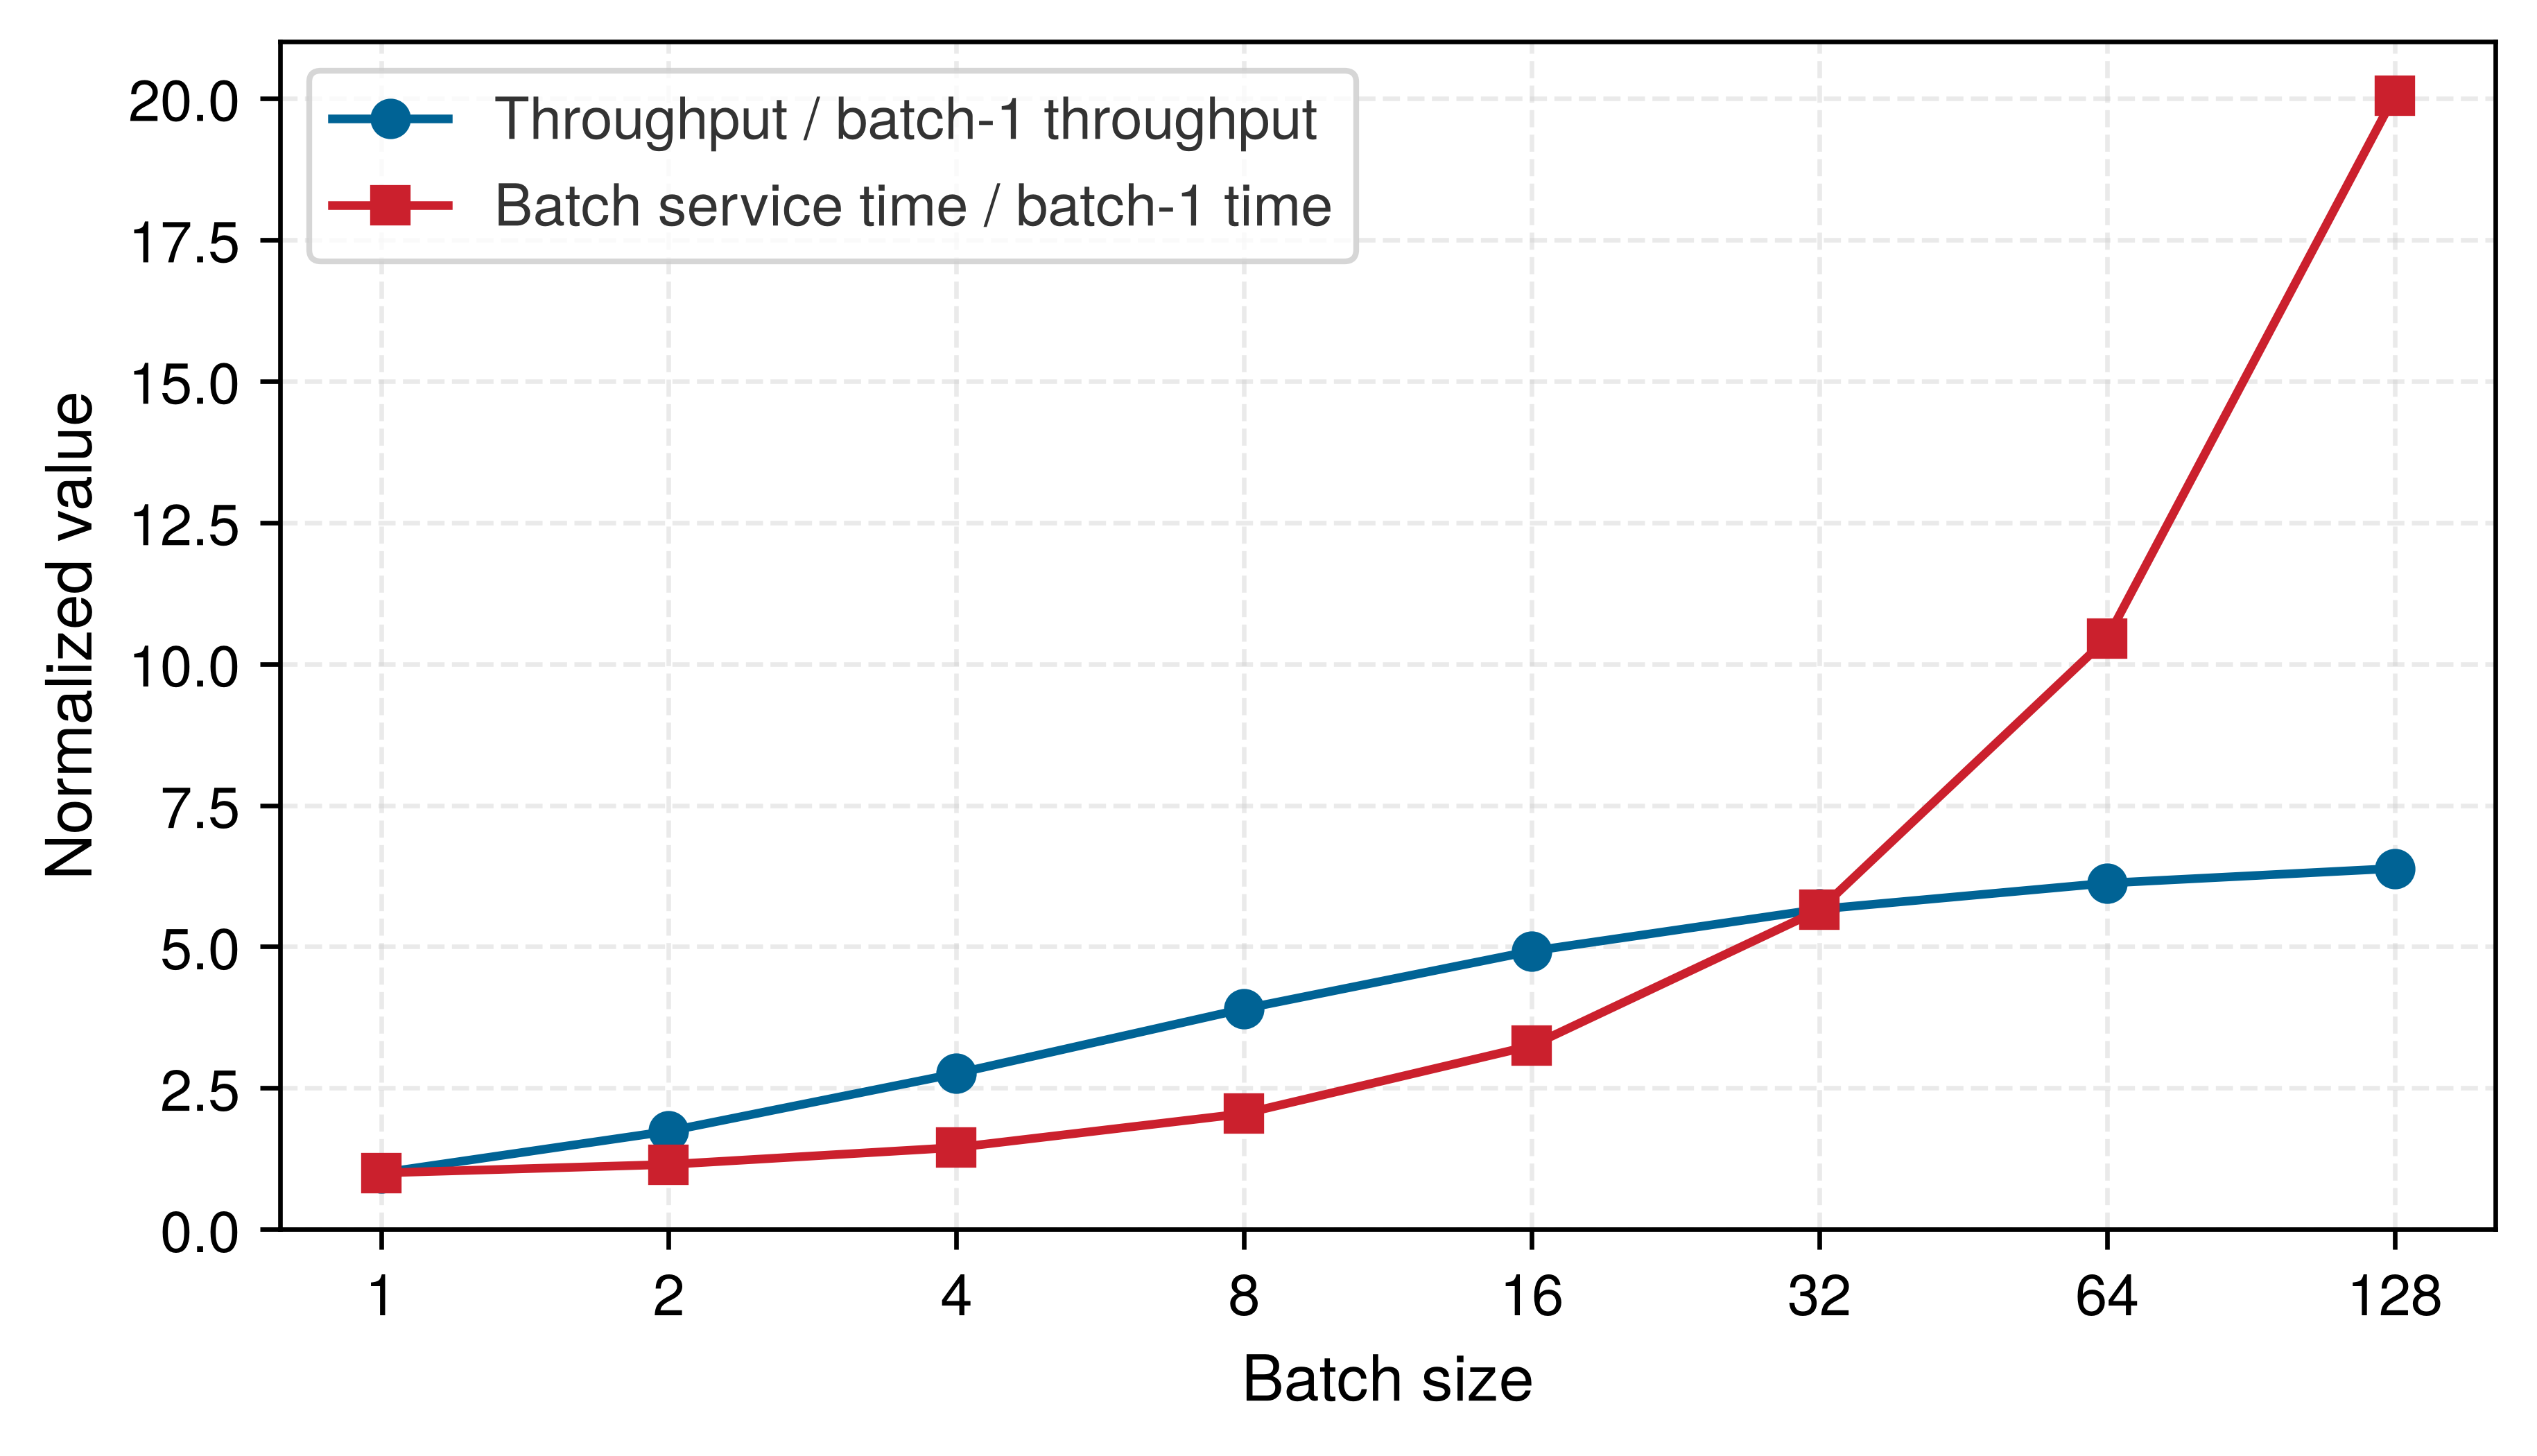 Throughput / batch-1 throughput
Batch service time / batch-1 time
Normalized value
20.0
17.5
15.0
12.5
10.0
7.5
5.0
2.5
0.0
1 2 4 8 16 32 64 128
Batch size